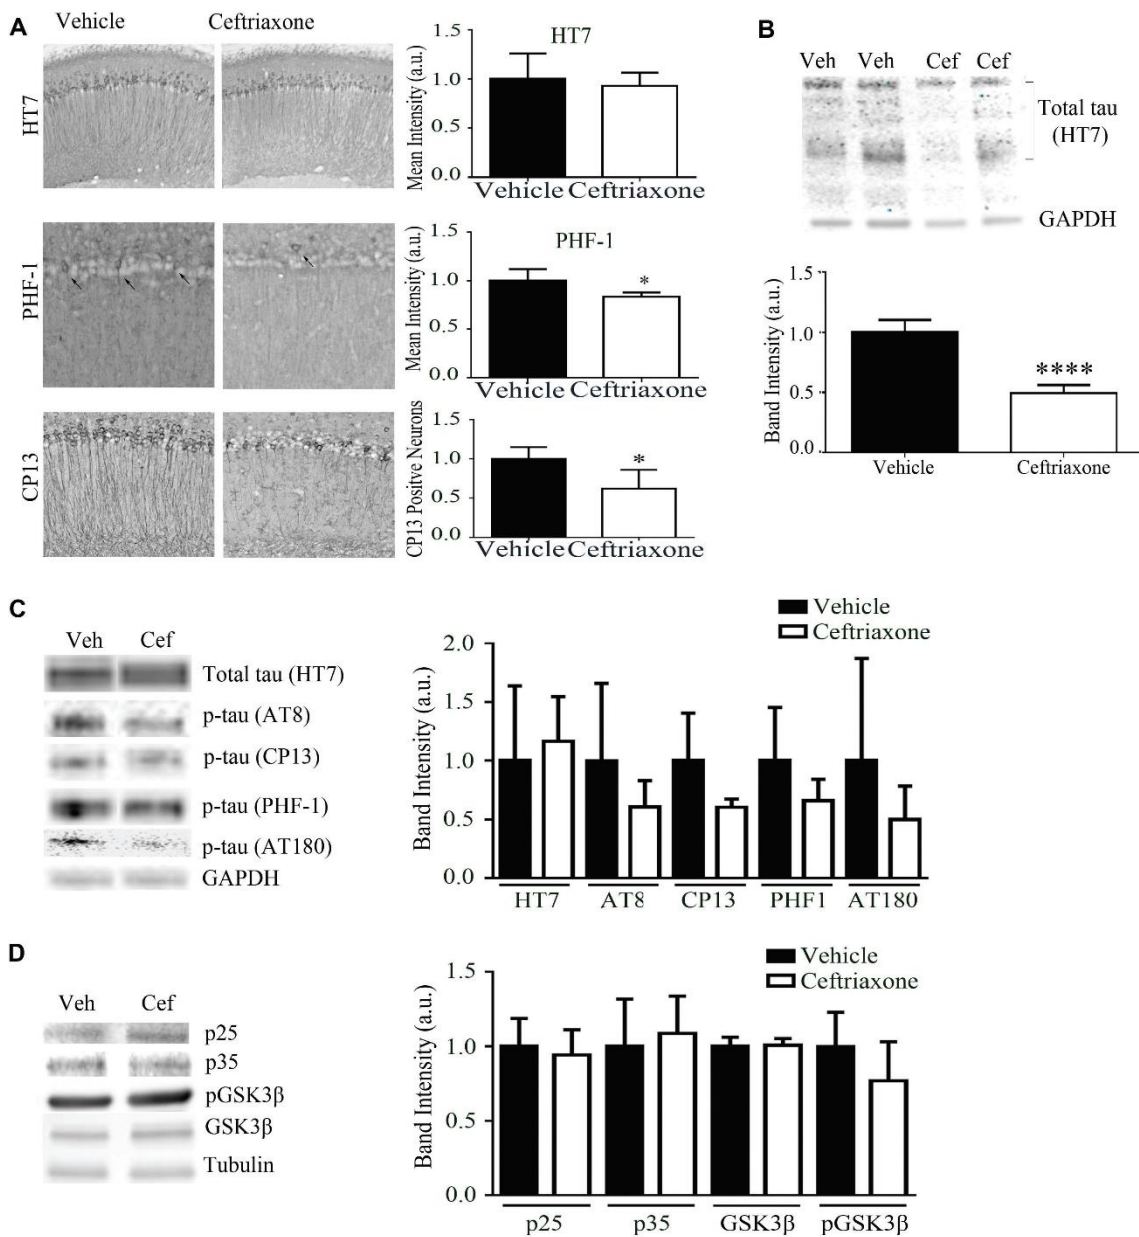 A
Vehicle Ceftriaxone
HT7
HT7
Mean Intensity (a.u.)
1.5
1.0
0.5
0.0
Vehicle Ceftriaxone
PHF-1
PHF-1
Mean Intensity (a.u.)
1.5
1.0
0.5
0.0
*
Vehicle Ceftriaxone
CP13
CP13 Positve Neurons
1.5
1.0
0.5
0.0
*
Vehicle Ceftriaxone
B
Veh Veh Cef Cef
Total tau
(HT7)
GAPDH
Band Intensity (a.u.)
1.5
1.0
0.5
0.0
****
Vehicle Ceftriaxone
C
Veh Cef
Total tau (HT7)
p-tau (AT8)
p-tau (CP13)
p-tau (PHF-1)
p-tau (AT180)
GAPDH
Vehicle
Ceftriaxone
Band Intensity (a.u.)
2.0
1.5
1.0
0.5
0.0
HT7 AT8 CP13 PHF1 AT180
D
Veh Cef
p25
p35
pGSK3β
GSK3β
Tubulin
Vehicle
Ceftriaxone
Band Intensity (a.u.)
1.5
1.0
0.5
0.0
p25 p35 GSK3β pGSK3β